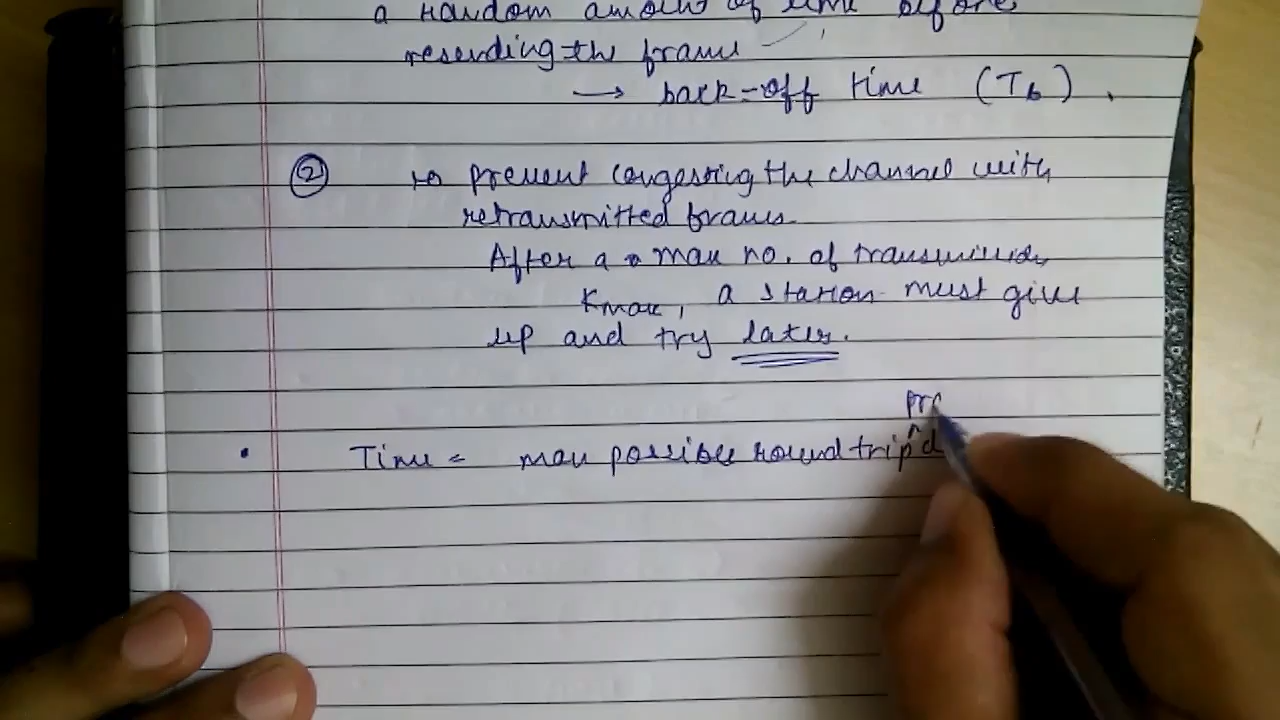 a random amount of time before
resending the frame
→ back-off time (Tb).
② to prevent congesting the channel with
retransmitted frames
After a max no. of transmission
Kmax, a station must give
up and try later.
pro
• Time = max possible round trip d